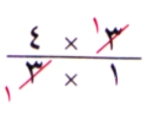 ٤ × ٣ ١
١ ٣ × ١